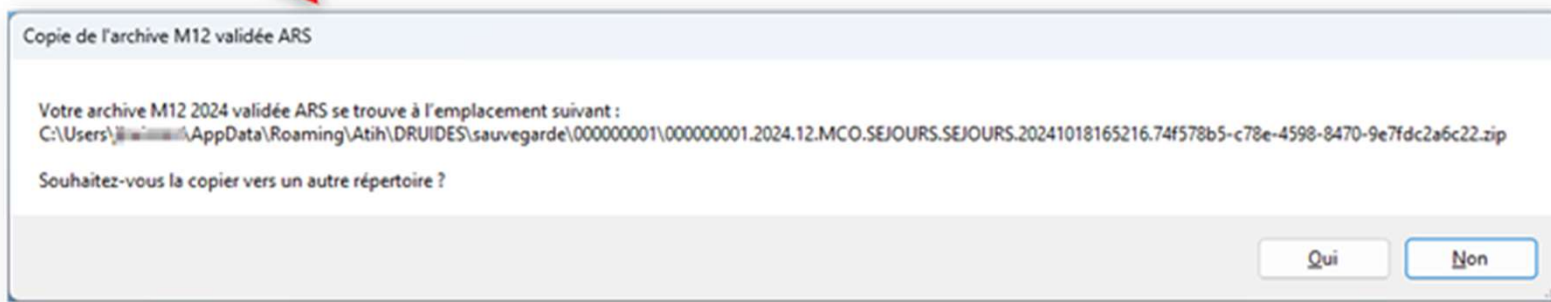 Copie de l'archive M12 validée ARS
Votre archive M12 2024 validée ARS se trouve à l'emplacement suivant :
C:\Users\\AppData\Roaming\Atih\DRUIDES\sauvegarde\000000001\000000001.2024.12.MCO.SEJOURS.SEJOURS.20241018165216.74f578b5-c78e-4598-8470-9e7fdc2a6c22.zip
Souhaitez-vous la copier vers un autre répertoire ?
Oui
Non